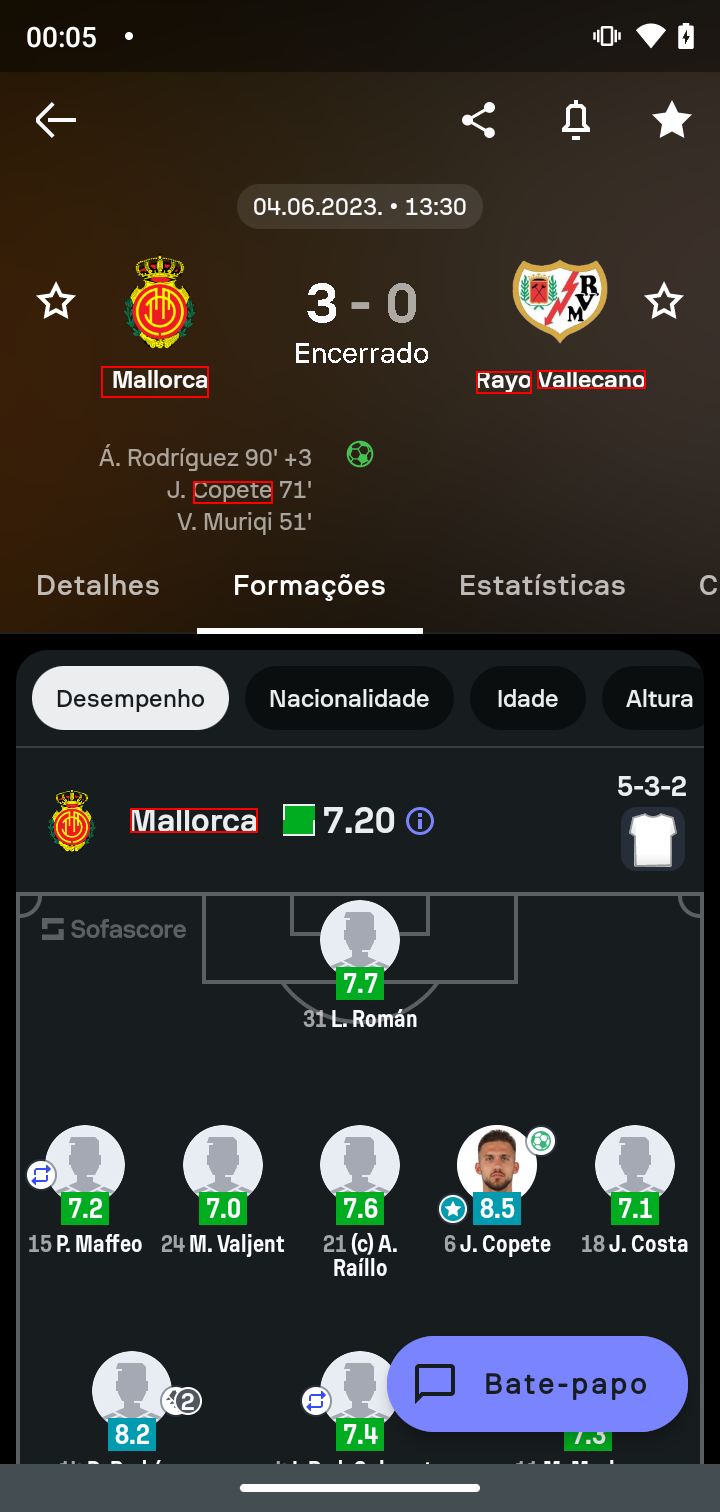 00:05
04.06.2023. • 13:30
3 - 0
Encerrado
Mallorca
Rayo Vallecano
Á. Rodríguez 90' +3
J. Copete 71'
V. Muriqi 51'
Detalhes Formações Estatísticas C
Desempenho Nacionalidade Idade Altura
5-3-2
Mallorca 7.20
Sofascore
7.7
31 L. Román
7.2 7.0 7.6 8.5 7.1
15 P. Maffeo 24 M. Valjent 21 (c) A. Raíllo 6 J. Copete 18 J. Costa
2
8.2 7.4 7.3
Bate-papo